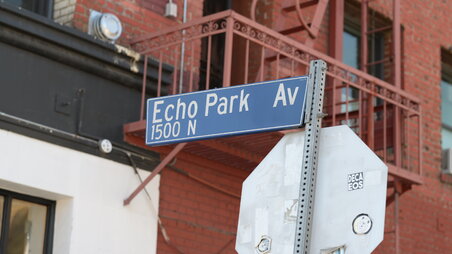 Echo Park Av
1500 N
DECA
EOS